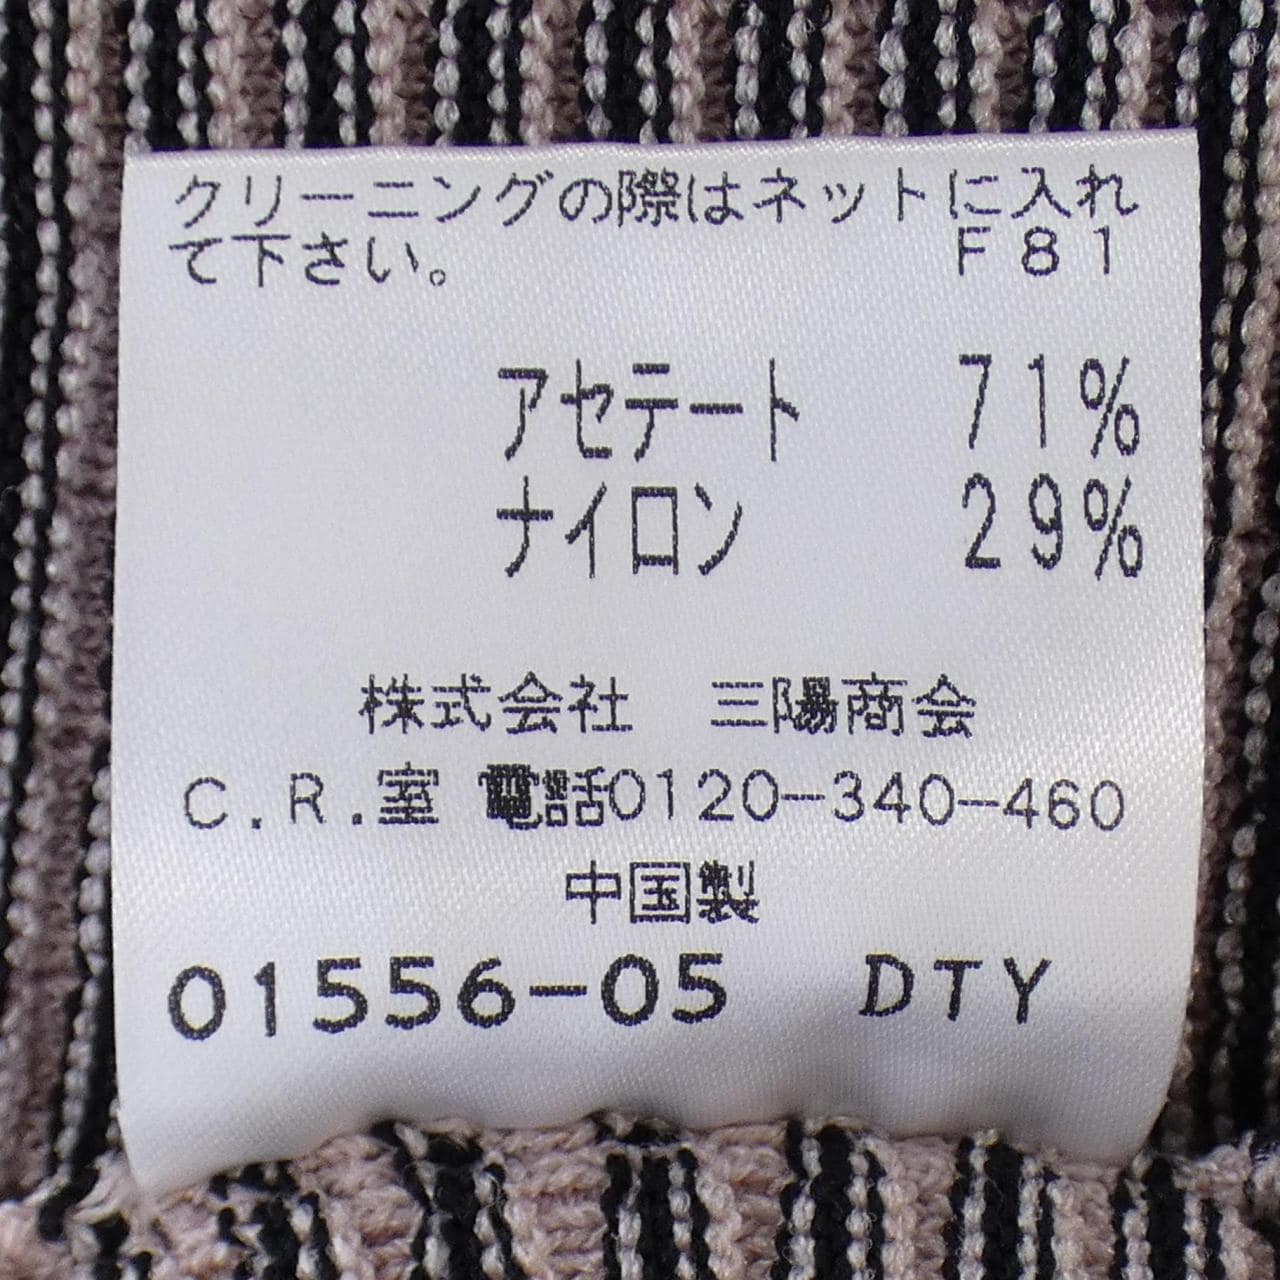 クリーニングの際はネットに入れ
て下さい。 F81
アセテート 71%
ナイロン 29%
株式会社 三陽商会
C.R.室 電話0120-340-460
中国製
01556-05 DTY